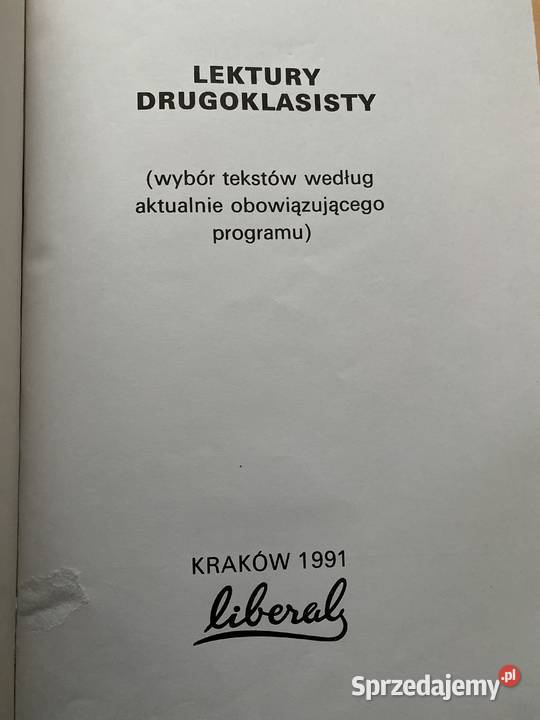 LEKTURY
DRUGOKLASISTY
(wybór tekstów według
aktualnie obowiązującego
programu)
KRAKÓW 1991
liberal
Sprzedajemy.pl